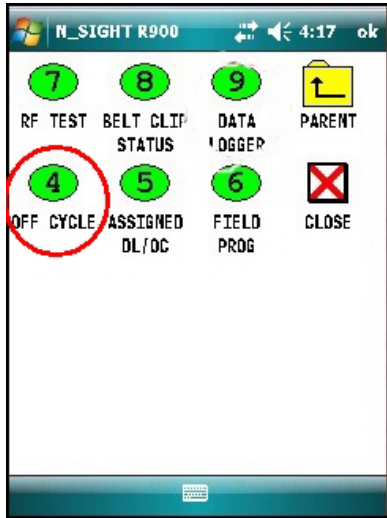 N_SIGHT R900 4:17 ok
7 8 9
RF TEST BELT CLIP DATA PARENT
STATUS LOGGER
4 5 6
OFF CYCLE ASSIGNED FIELD CLOSE
DL/OC PROG